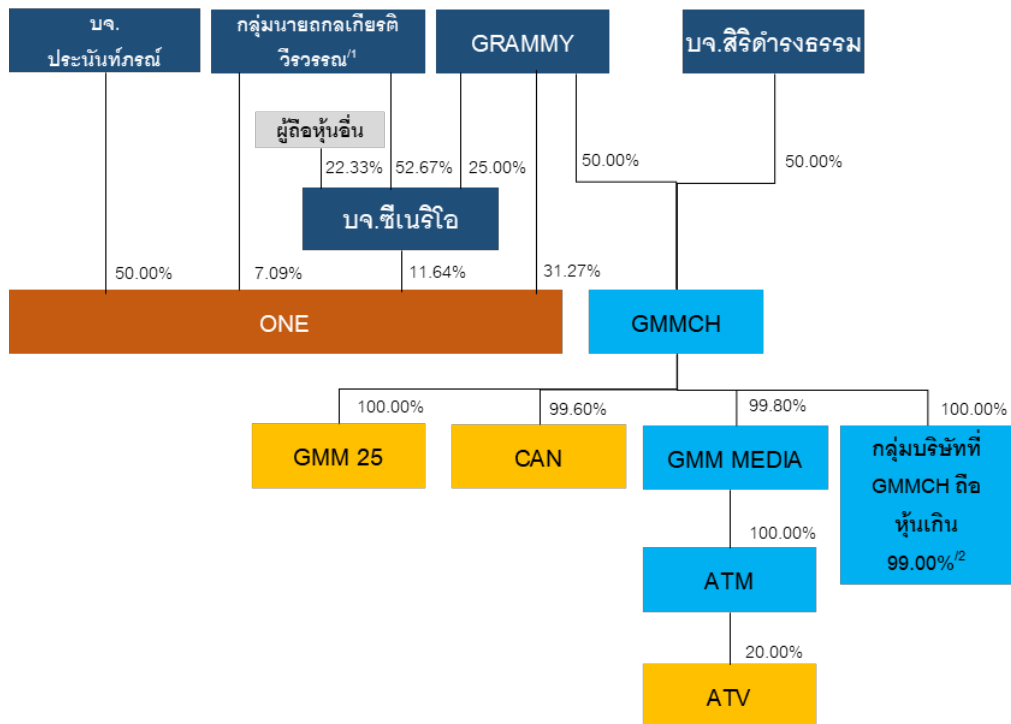 บจ.
ประนันท์ภรณ์
กลุ่มนายถกลเกียรติ
วีรวรรณ/1
GRAMMY
บจ.สิริดำรงธรรม
ผู้ถือหุ้นอื่น
22.33%
52.67%
25.00%
50.00%
50.00%
บจ.ซีเนริโอ
50.00%
7.09%
11.64%
31.27%
ONE
GMMCH
100.00%
99.60%
99.80%
100.00%
GMM 25
CAN
GMM MEDIA
กลุ่มบริษัทที่
GMMCH ถือ
หุ้นเกิน
99.00%/2
100.00%
ATM
20.00%
ATV